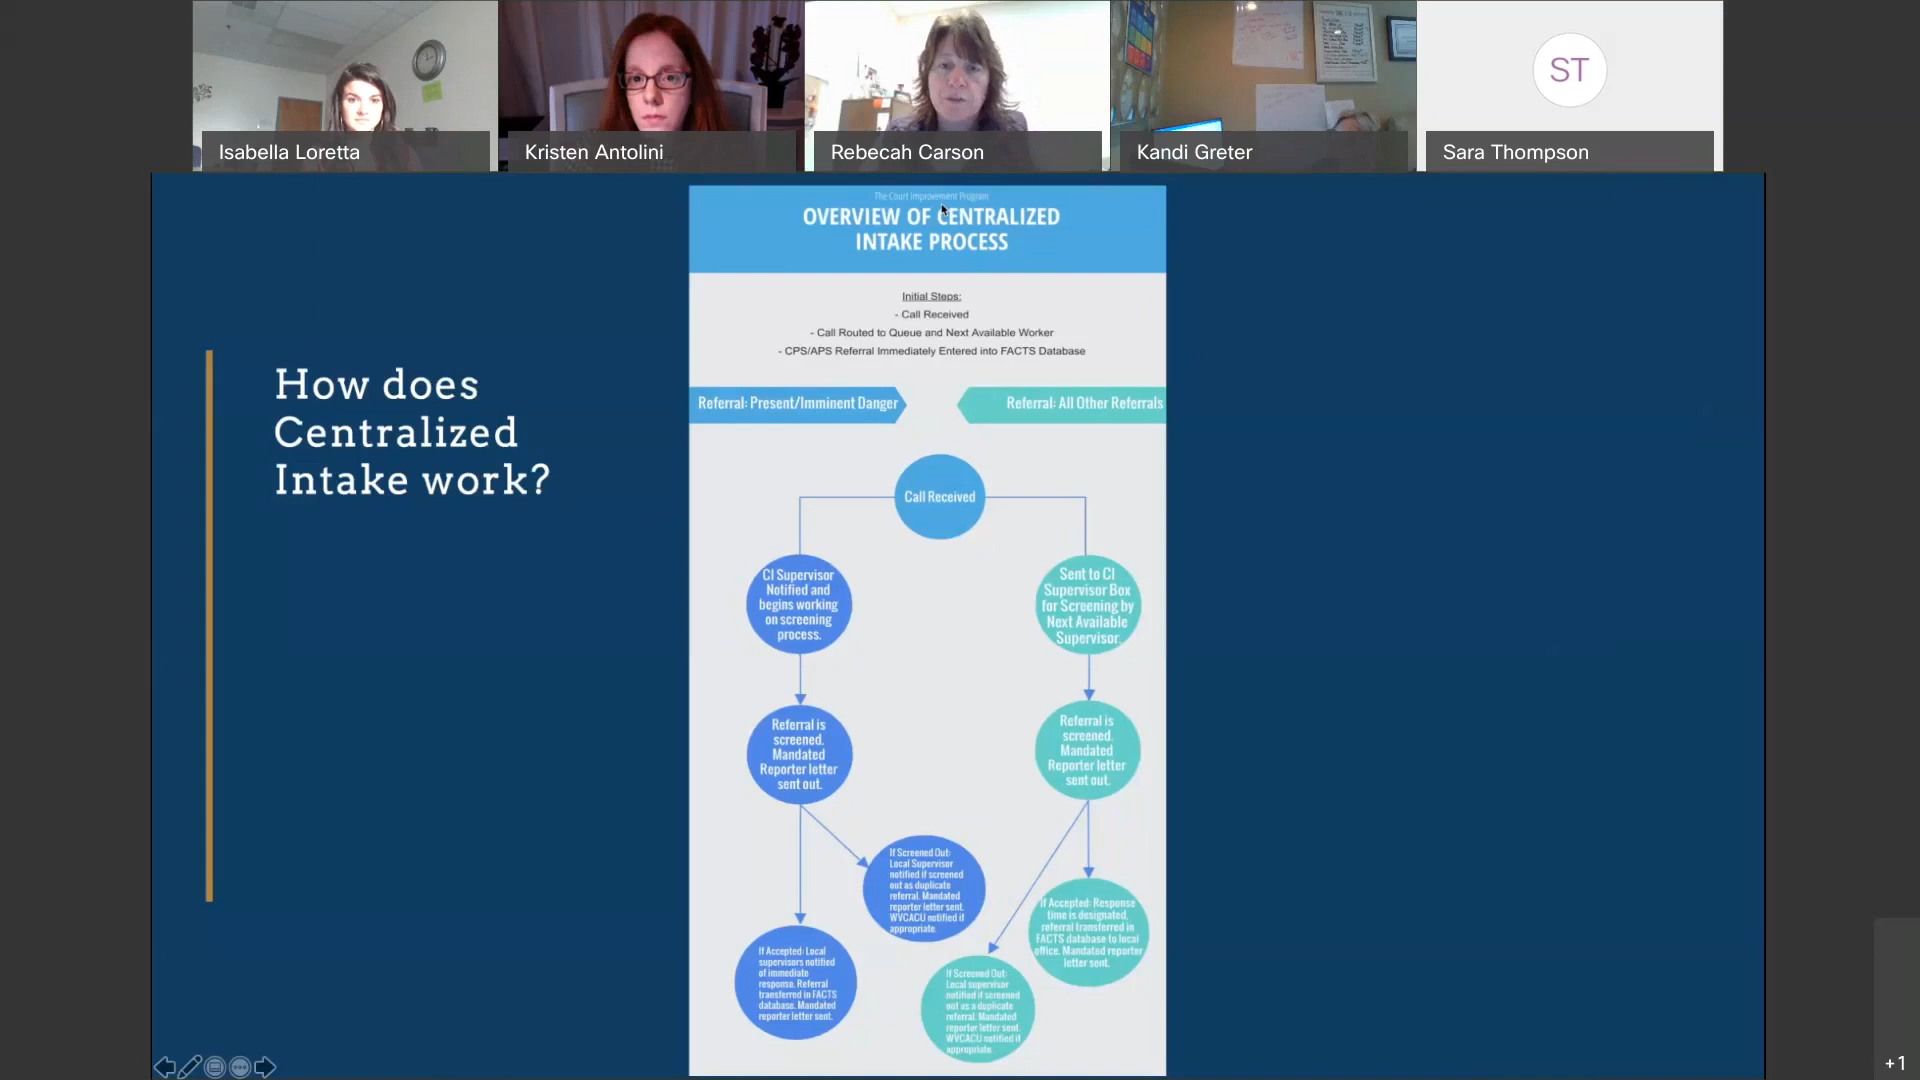 Isabella Loretta
Kristen Antolini
Rebecah Carson
Kandi Greter
ST
Sara Thompson
The Court Improvement Program
OVERVIEW OF CENTRALIZED
INTAKE PROCESS
Initial Steps:
- Call Received
- Call Routed to Queue and Next Available Worker
- CPS/APS Referral Immediately Entered into FACTS Database
Referral: Present/Imminent Danger
Referral: All Other Referrals
How does
Centralized
Intake work?
Call Received
CI Supervisor
Notified and
begins working
on screening
process.
Sent to CI
Supervisor Box
for Screening by
Next Available
Supervisor.
Referral is
screened.
Mandated
Reporter letter
sent out.
Referral is
screened.
Mandated
Reporter letter
sent out.
If Screened Out:
Local Supervisor
notified if screened
out as duplicate
referral. Mandated
reporter letter sent.
WVCACU notified if
appropriate.
If Accepted: Response
time is designated,
referral transferred in
FACTS database to local
office. Mandated reporter
letter sent.
If Accepted: Local
supervisors notified
of immediate
response. Referral
transferred in FACTS
database. Mandated
reporter letter sent.
If Screened Out:
Local supervisor
notified if screened
out as a duplicate
referral. Mandated
reporter letter sent.
WVCACU notified if
appropriate.
+1